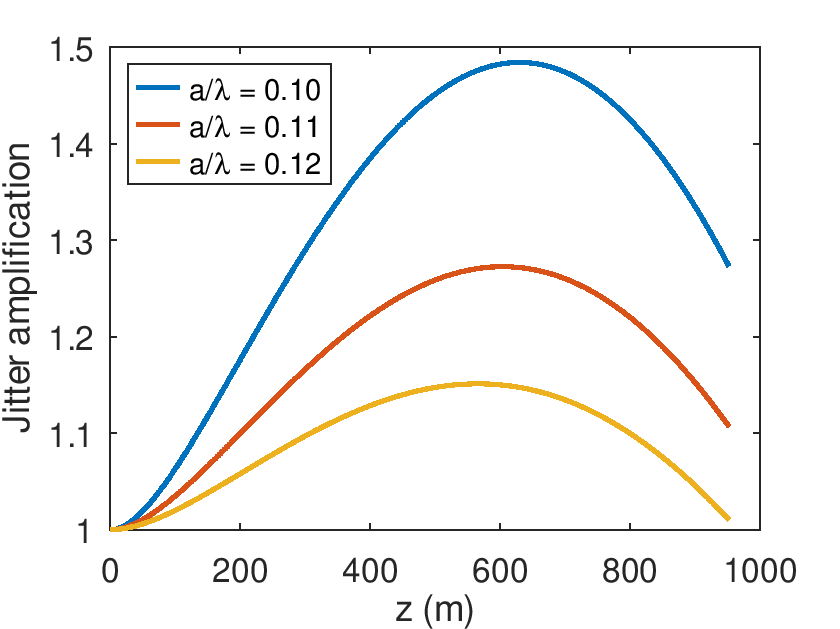 1.5
1.4
1.3
1.2
1.1
1
Jitter amplification
a/λ = 0.10
a/λ = 0.11
a/λ = 0.12
0 200 400 600 800 1000
z (m)